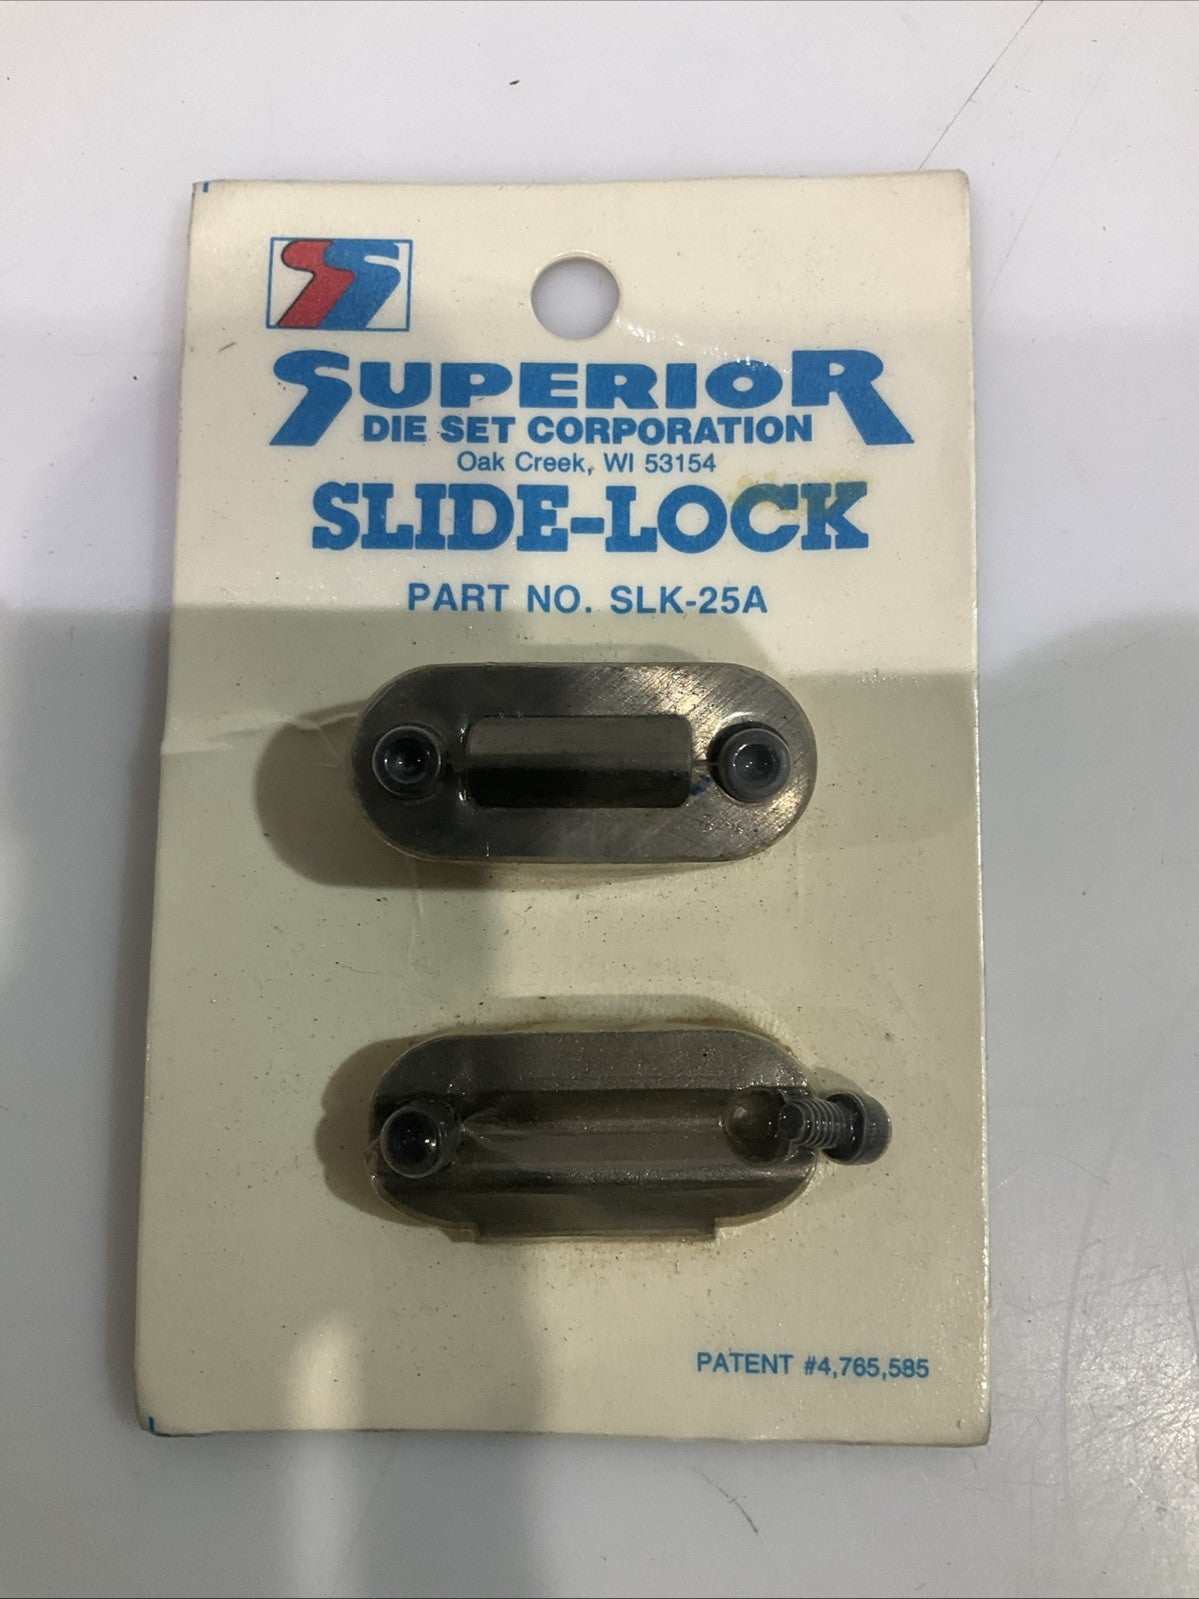 SUPERIOR
DIE SET CORPORATION
Oak Creek, WI 53154
SLIDE-LOCK
PART NO. SLK-25A
PATENT #4,765,585